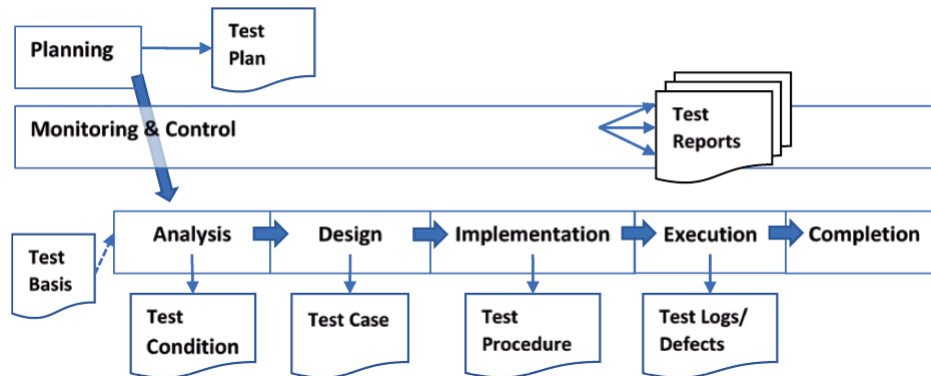 Planning
Test
Plan
Monitoring & Control
Test
Reports
Analysis
Design
Implementation
Execution
Completion
Test
Basis
Test
Condition
Test Case
Test
Procedure
Test Logs/
Defects